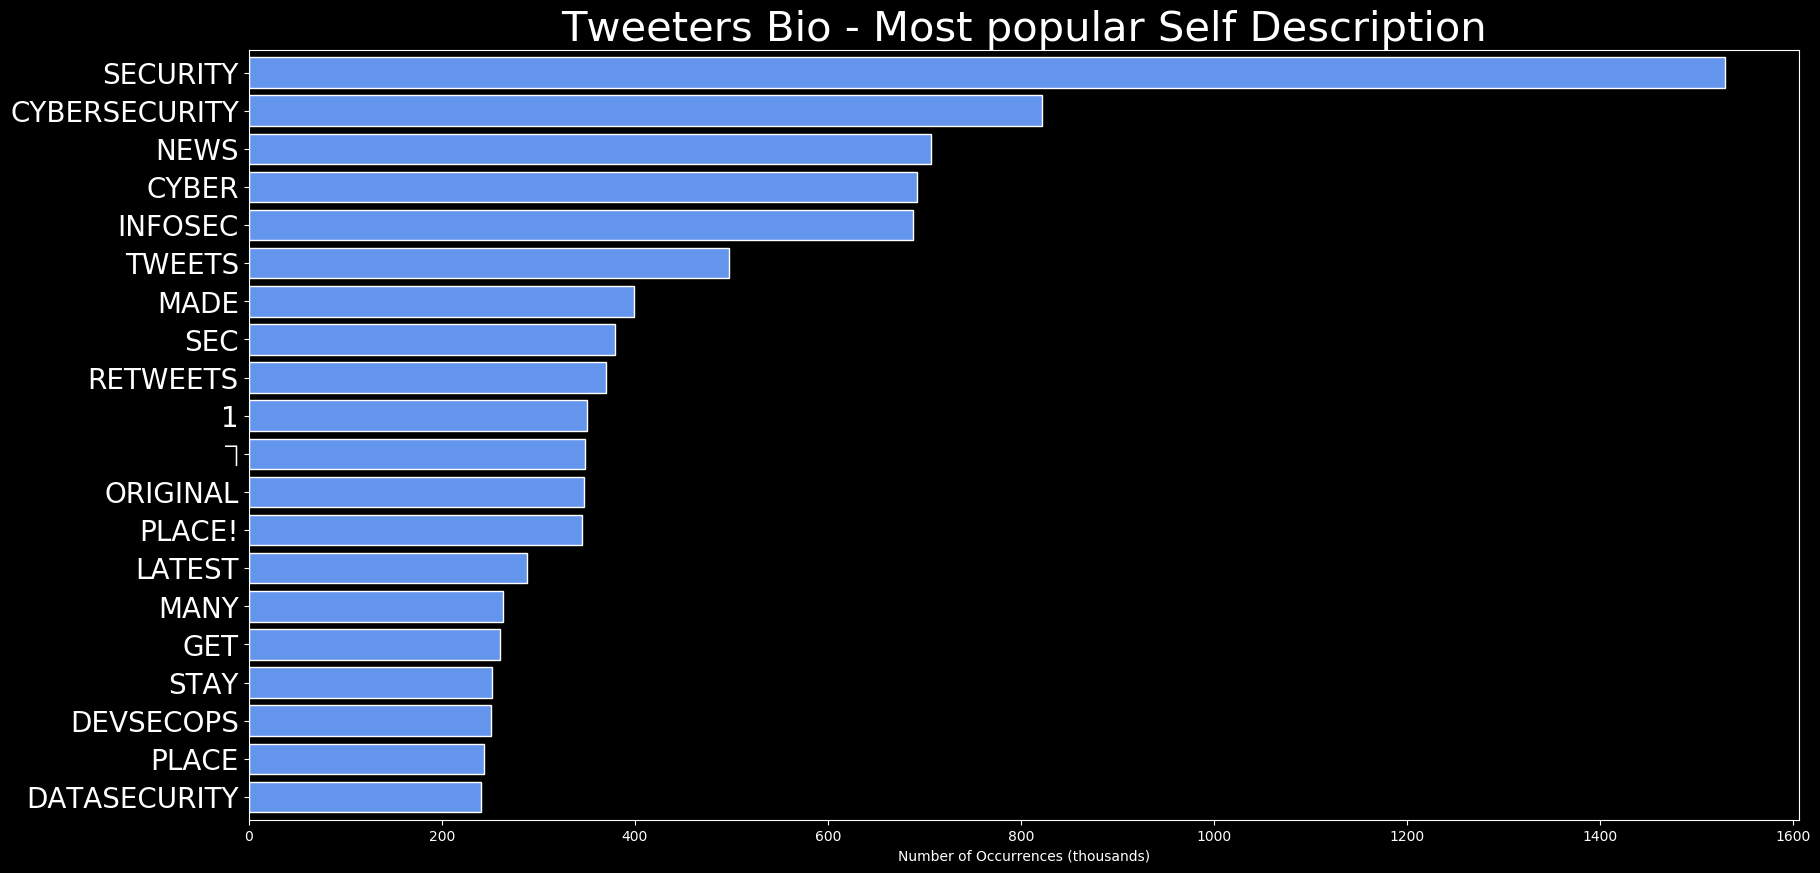 Tweeters Bio - Most popular Self Description
SECURITY
CYBERSECURITY
NEWS
CYBER
INFOSEC
TWEETS
MADE
SEC
RETWEETS
1
ORIGINAL
PLACE!
LATEST
MANY
GET
STAY
DEVSECOPS
PLACE
DATASECURITY
0 200 400 600 800 1000 1200 1400 1600
Number of Occurrences (thousands)